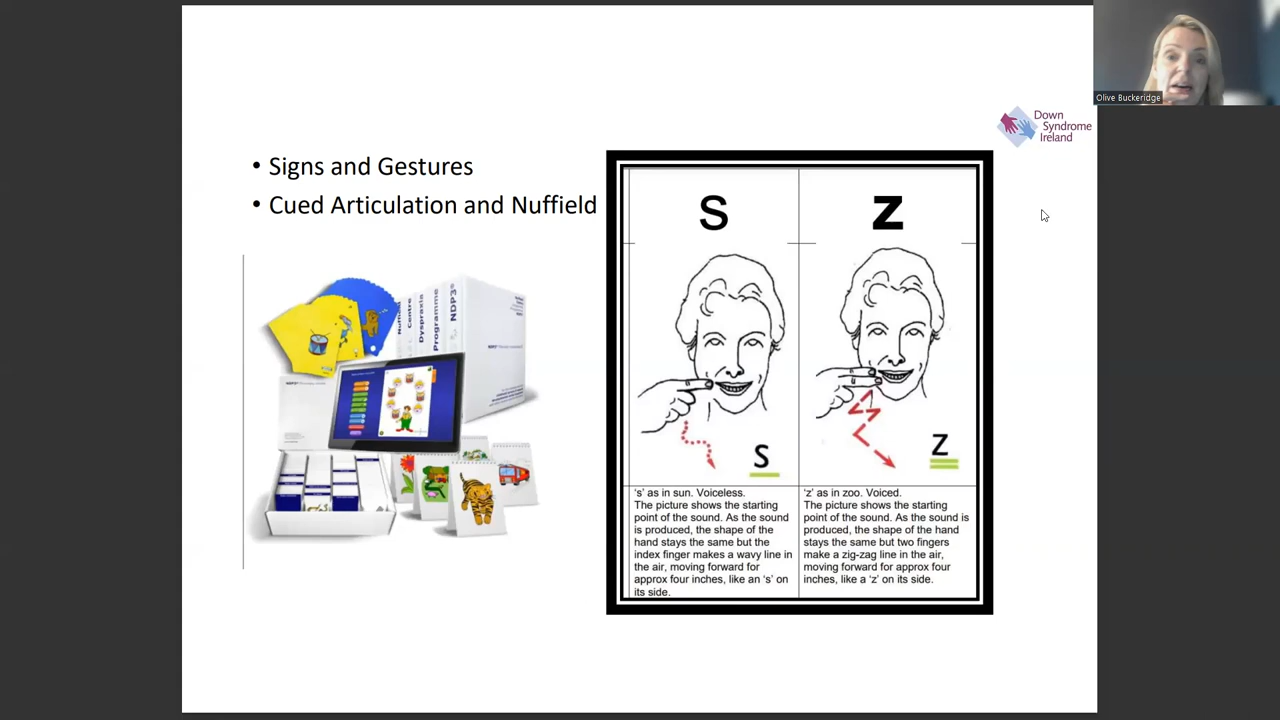 Olive Buckeridge
Down
Syndrome
Ireland
• Signs and Gestures
• Cued Articulation and Nuffield
Nuffield
Centre
Dyspraxia
Programme
NDP3®
s
z
s
z
's' as in sun. Voiceless.
The picture shows the starting
point of the sound. As the sound
is produced, the shape of the
hand stays the same but the
index finger makes a wavy line in
the air, moving forward for
approx four inches, like an 's' on
its side.
'z' as in zoo. Voiced.
The picture shows the starting
point of the sound. As the sound is
produced, the shape of the hand
stays the same but two fingers
make a zig-zag line in the air,
moving forward for approx four
inches, like a 'z' on its side.